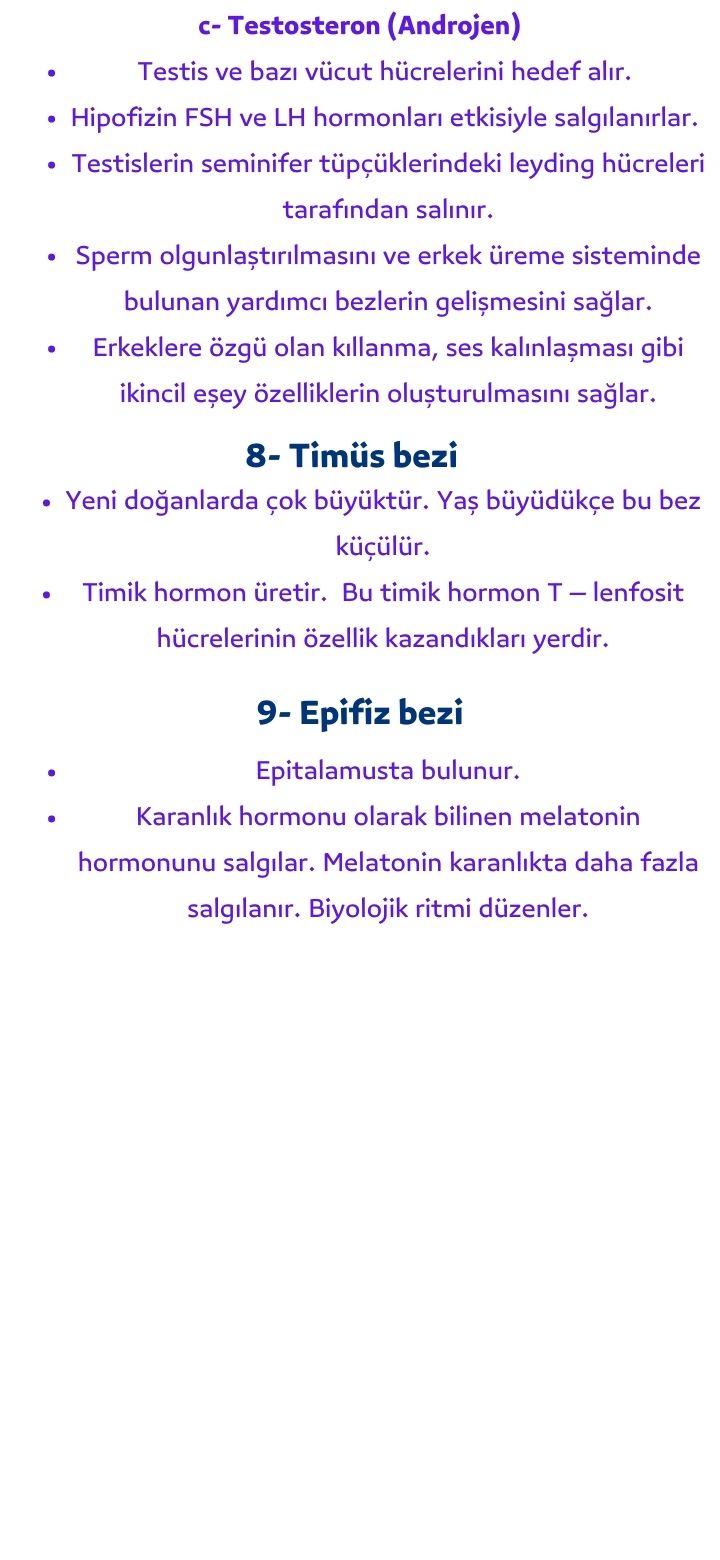 c- Testosteron (Androjen)
• Testis ve bazı vücut hücrelerini hedef alır.
• Hipofizin FSH ve LH hormonları etkisiyle salgılanırlar.
• Testislerin seminifer tüpçüklerindeki leyding hücreleri
tarafından salınır.
• Sperm olgunlaştırılmasını ve erkek üreme sisteminde
bulunan yardımcı bezlerin gelişmesini sağlar.
• Erkeklere özgü olan kıllanma, ses kalınlaşması gibi
ikincil eşey özelliklerin oluşturulmasını sağlar.
8- Timüs bezi
• Yeni doğanlarda çok büyüktür. Yaş büyüdükçe bu bez
küçülür.
• Timik hormon üretir. Bu timik hormon T – lenfosit
hücrelerinin özellik kazandıkları yerdir.
9- Epifiz bezi
• Epitalamusta bulunur.
• Karanlık hormonu olarak bilinen melatonin
hormonunu salgılar. Melatonin karanlıkta daha fazla
salgılanır. Biyolojik ritmi düzenler.